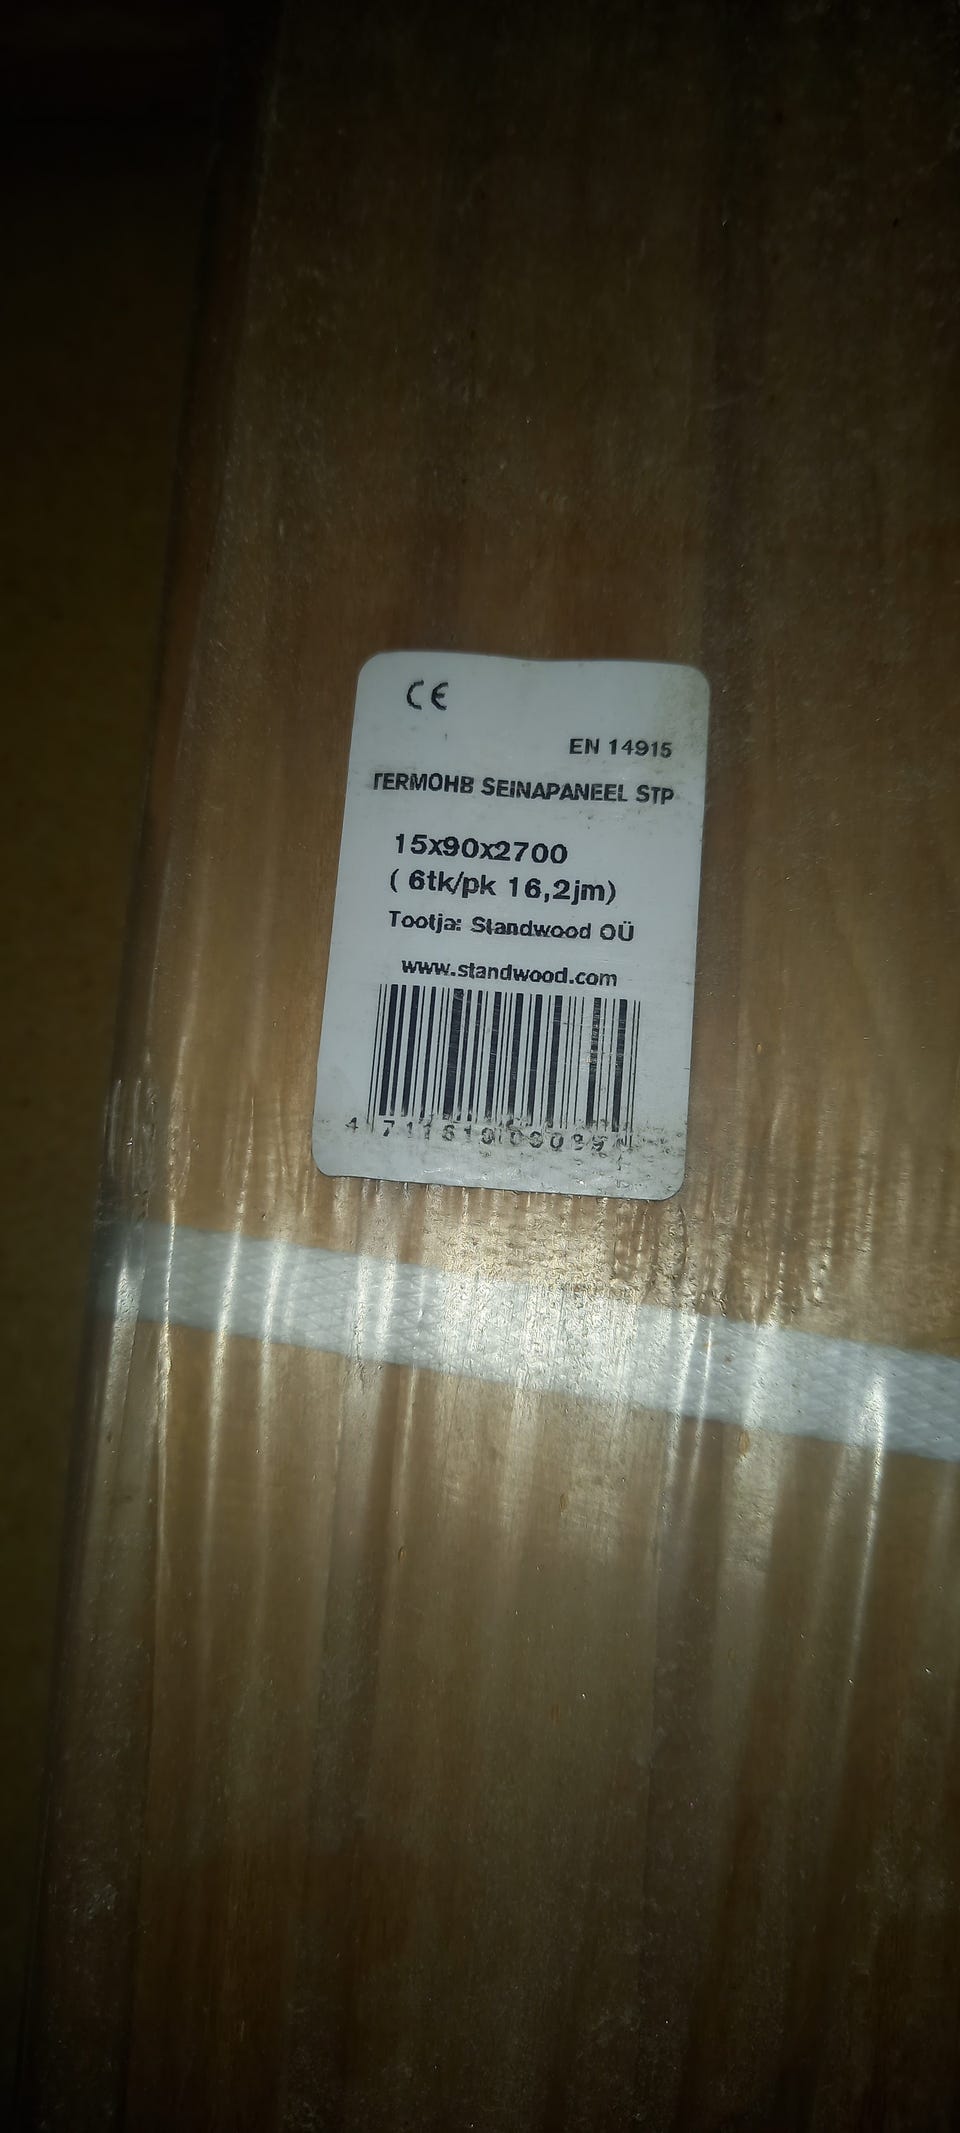 CE
EN 14915
TERMOHB SEINAPANEEL STP
15x90x2700
( 6tk/pk 16,2jm)
Tootja: Standwood OÜ
www.standwood.com